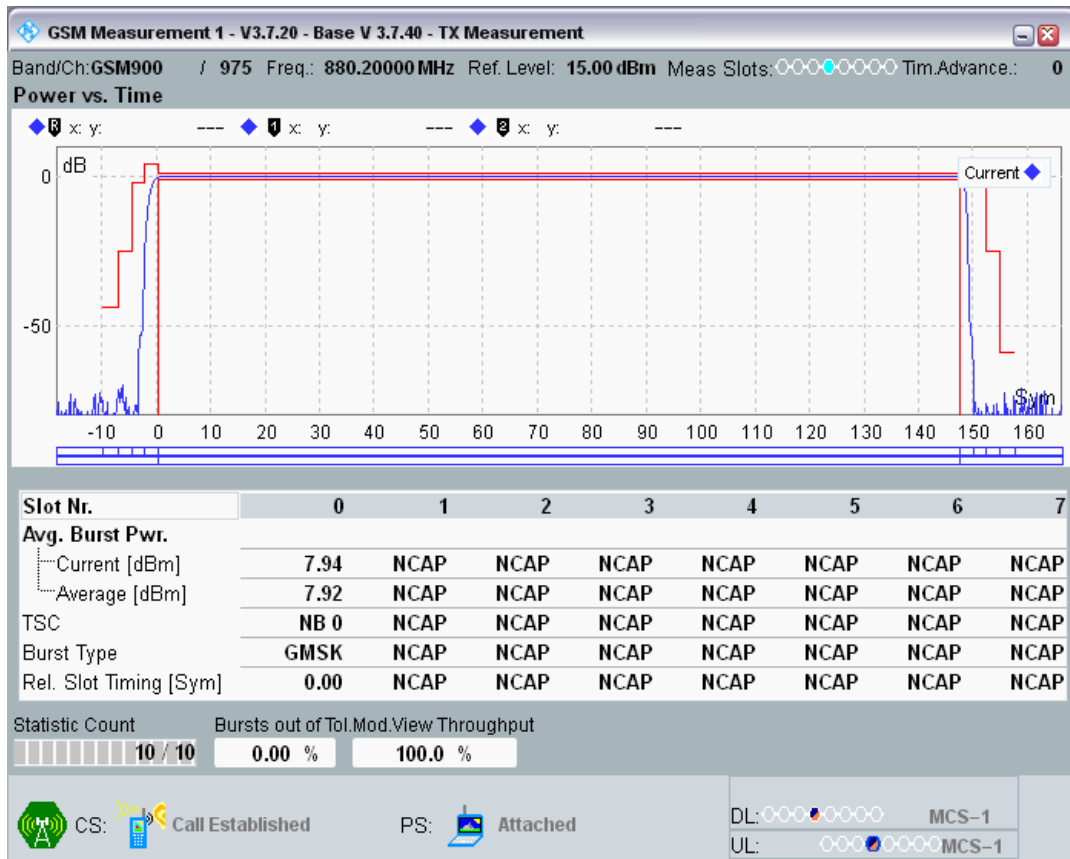 GSM Measurement 1 - V3.7.20 - Base V 3.7.40 - TX Measurement
Band/Ch:GSM900 / 975 Freq.: 880.20000 MHz Ref. Level: 15.00 dBm Meas Slots: Tim.Advance.: 0
Power vs. Time
R x: y: --- 1 x: y: --- 2 x: y: ---
dB
Current
0
-50
Sym
-10 0 10 20 30 40 50 60 70 80 90 100 110 120 130 140 150 160
Slot Nr. 0 1 2 3 4 5 6 7
Avg. Burst Pwr.
Current [dBm] 7.94 NCAP NCAP NCAP NCAP NCAP NCAP NCAP
Average [dBm] 7.92 NCAP NCAP NCAP NCAP NCAP NCAP NCAP
TSC NB 0 NCAP NCAP NCAP NCAP NCAP NCAP NCAP
Burst Type GMSK NCAP NCAP NCAP NCAP NCAP NCAP NCAP
Rel. Slot Timing [Sym] 0.00 NCAP NCAP NCAP NCAP NCAP NCAP NCAP
Statistic Count Bursts out of Tol.Mod.View Throughput
10 / 10 0.00 % 100.0 %
CS: Call Established PS: Attached
DL: MCS-1
UL: MCS-1